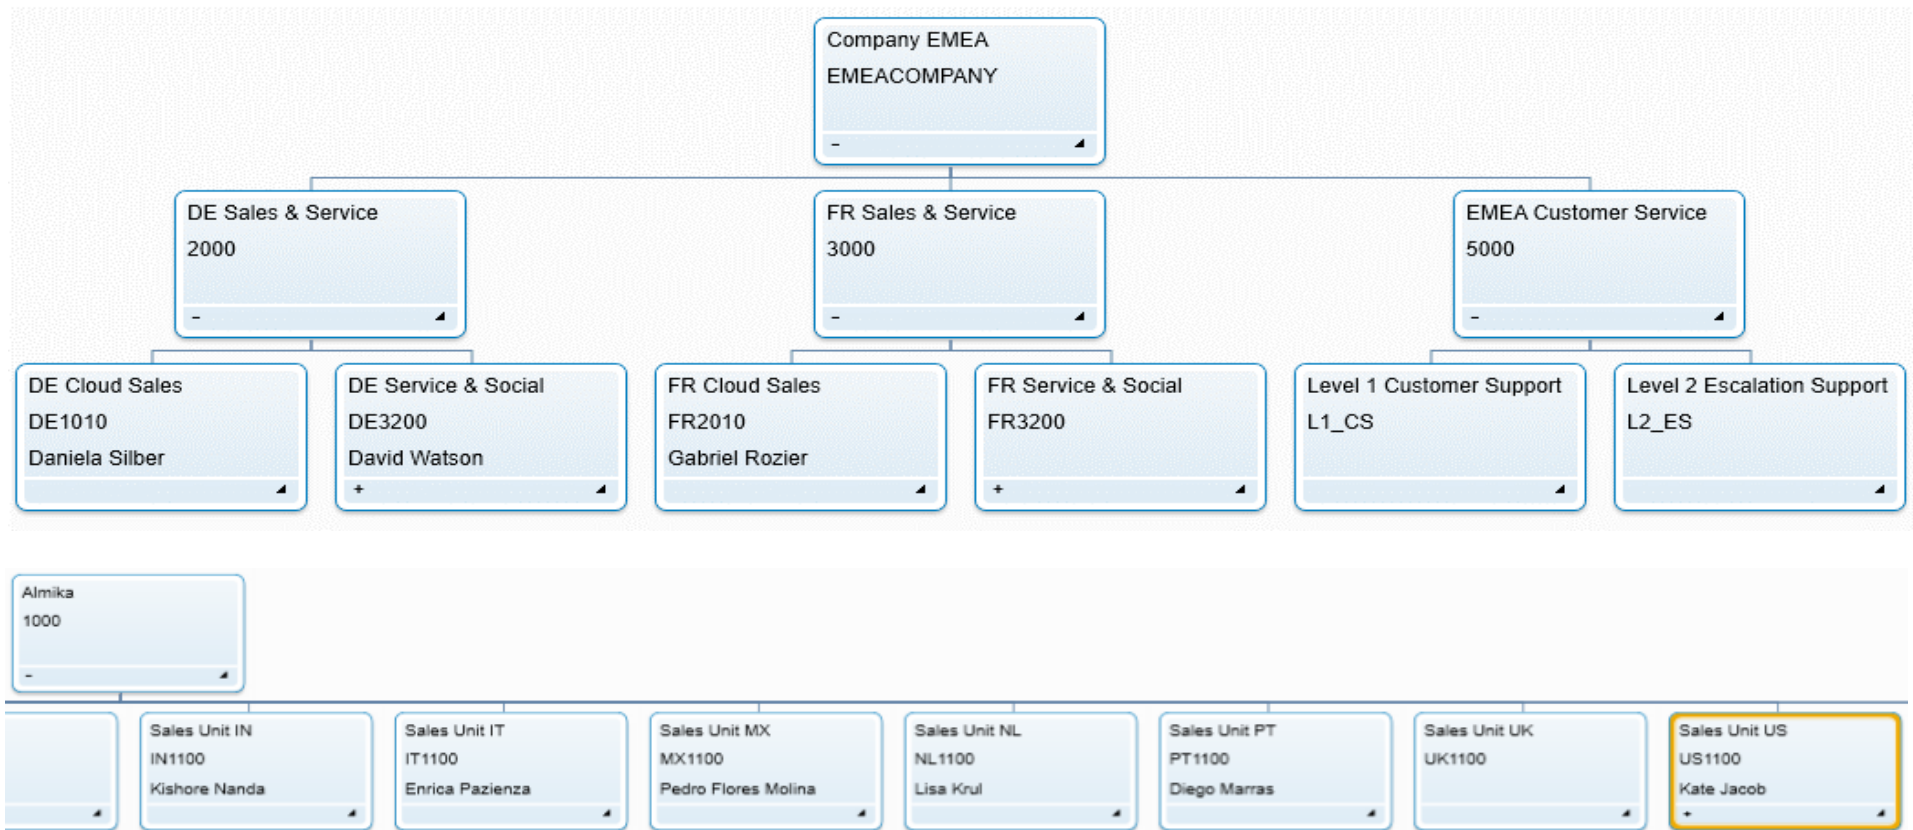 Company EMEA
EMEACOMPANY
-
DE Sales & Service
2000
-
FR Sales & Service
3000
-
EMEA Customer Service
5000
-
DE Cloud Sales
DE1010
Daniela Silber
DE Service & Social
DE3200
David Watson
+
FR Cloud Sales
FR2010
Gabriel Rozier
FR Service & Social
FR3200
+
Level 1 Customer Support
L1_CS
Level 2 Escalation Support
L2_ES
Almika
1000
-
Sales Unit IN
IN1100
Kishore Nanda
Sales Unit IT
IT1100
Enrica Pazienza
Sales Unit MX
MX1100
Pedro Flores Molina
Sales Unit NL
NL1100
Lisa Krul
Sales Unit PT
PT1100
Diego Marras
Sales Unit UK
UK1100
Sales Unit US
US1100
Kate Jacob
+